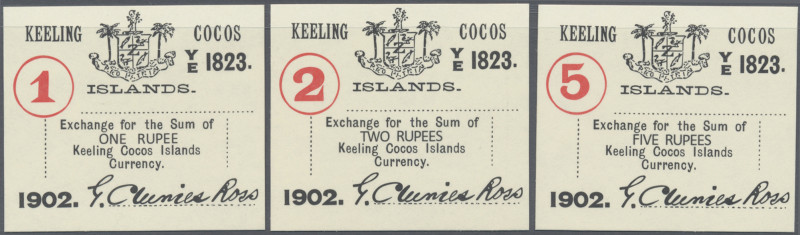 KEELING COCOS
YE 1823.
1
ISLANDS.
Exchange for the Sum of
ONE RUPEE
Keeling Cocos Islands
Currency.
1902. G. Clunies Ross
KEELING COCOS
YE 1823.
2
ISLANDS.
Exchange for the Sum of
TWO RUPEES
Keeling Cocos Islands
Currency.
1902. G. Clunies Ross
KEELING COCOS
YE 1823.
5
ISLANDS.
Exchange for the Sum of
FIVE RUPEES
Keeling Cocos Islands
Currency.
1902. G. Clunies Ross